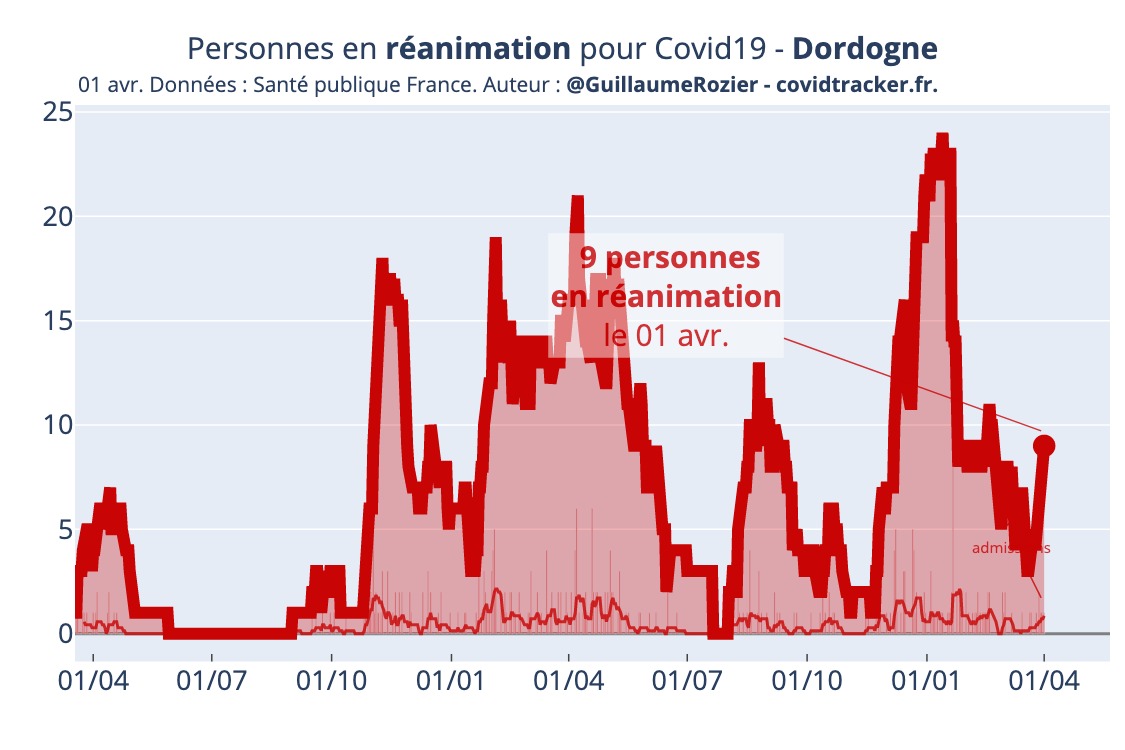 Personnes en réanimation pour Covid19 - Dordogne
01 avr. Données : Santé publique France. Auteur : @GuillaumeRozier - covidtracker.fr.
25
20
15
10
5
0
9 personnes
en réanimation
le 01 avr.
admissions
01/04 01/07 01/10 01/01 01/04 01/07 01/10 01/01 01/04